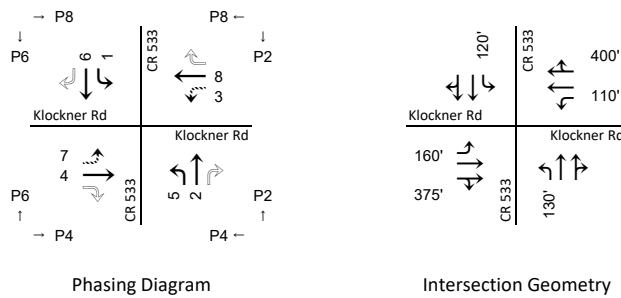 → P8
P8 ←
↓
P6
↓
P2
6
1
CR 533
8
3
Klockner Rd
Klockner Rd
7
4
CR 533
5
2
P6
↑
P2
↑
→ P4
P4 ←
Phasing Diagram
120'
CR 533
400'
110'
Klockner Rd
Klockner Rd
160'
375'
CR 533
130'
Intersection Geometry